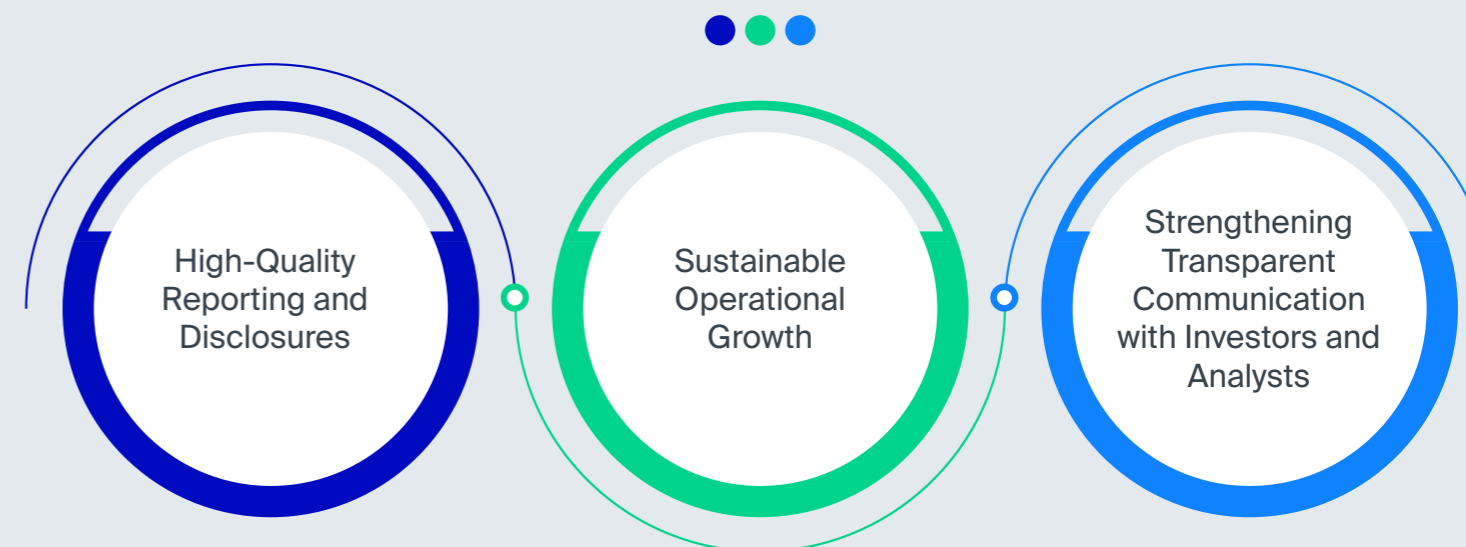 High-Quality
Reporting and
Disclosures
Sustainable
Operational
Growth
Strengthening
Transparent
Communication
with Investors and
Analysts